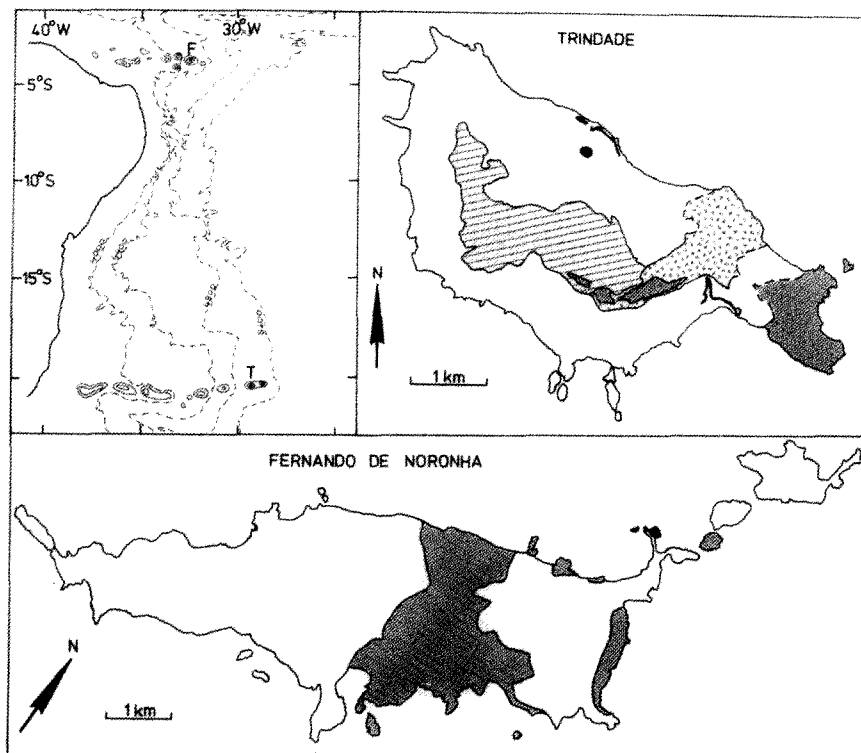 40°W
30°W
F
5°S
10°S
15°S
T
TRINDADE
N
1 km
FERNANDO DE NORONHA
N
1 km